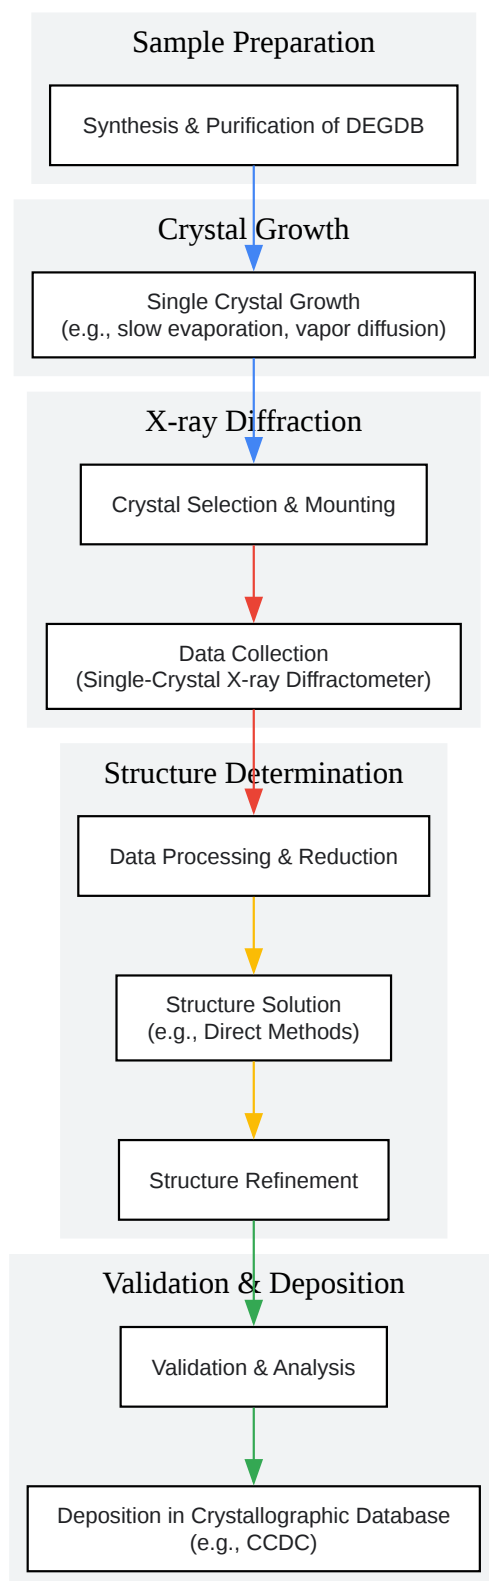 Sample Preparation
Synthesis & Purification of DEGDB
Crystal Growth
Single Crystal Growth
(e.g., slow evaporation, vapor diffusion)
X-ray Diffraction
Crystal Selection & Mounting
Data Collection
(Single-Crystal X-ray Diffractometer)
Structure Determination
Data Processing & Reduction
Structure Solution
(e.g., Direct Methods)
Structure Refinement
Validation & Deposition
Validation & Analysis
Deposition in Crystallographic Database
(e.g., CCDC)